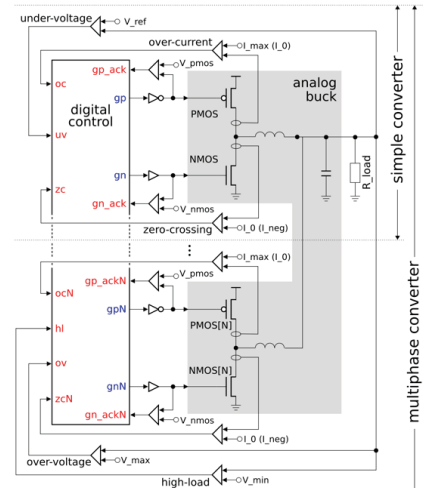 under-voltage
V_ref
over-current
I_max (I_0)
V_pmos
oc
gp_ack
gp
digital
control
PMOS
analog
buck
uv
NMOS
gn
zc
gn_ack
V_nmos
R_load
simple converter
zero-crossing
I_0 (I_neg)
I_max (I_0)
V_pmos
ocN
gp_ackN
gpN
hl
PMOS[N]
ov
NMOS[N]
gnN
zcN
gn_ackN
V_nmos
I_0 (I_neg)
over-voltage
V_max
high-load
V_min
multiphase converter